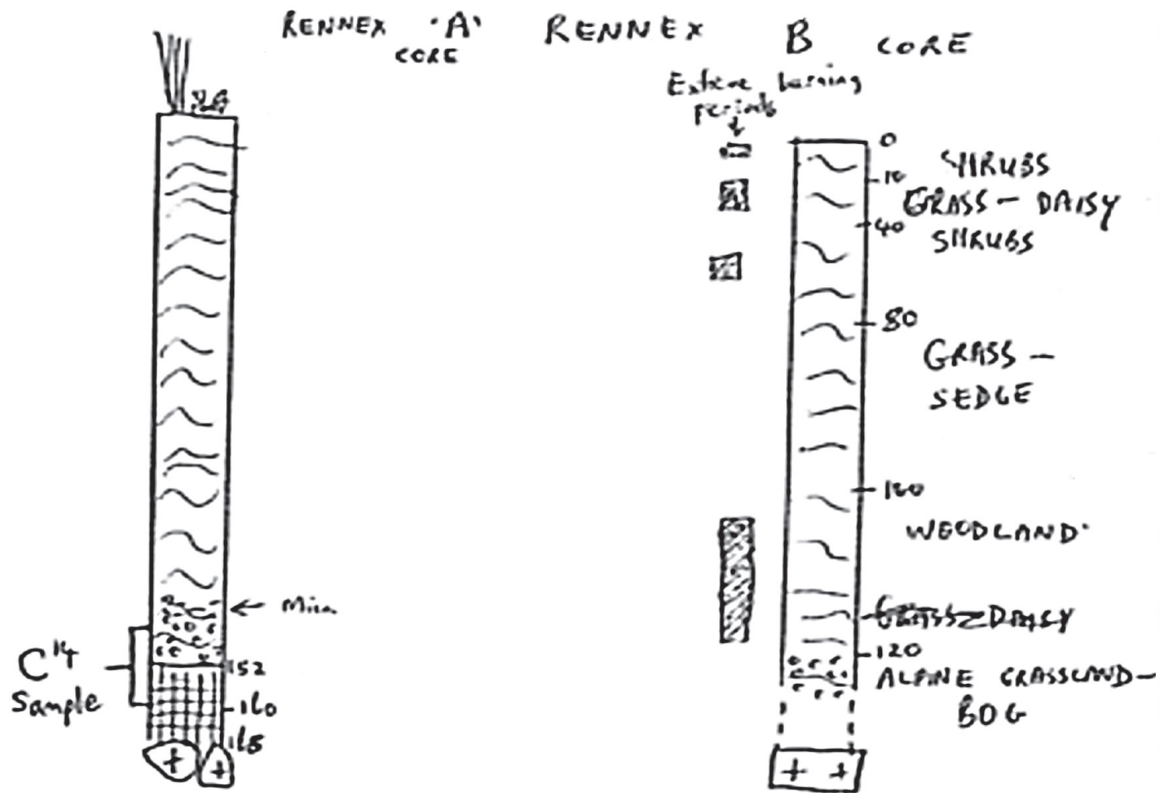 RENNEX 'A' CORE
RENNEX B CORE
Extreme burning periods
0
SHRUBS
10
GRASS - DAISY
40
SHRUBS
80
GRASS -
SEDGE
160
WOODLAND
GRASS - DAISY
120
ALPINE GRASSLAND -
BOG
C14
Sample
152
160
165
+ +
+ +